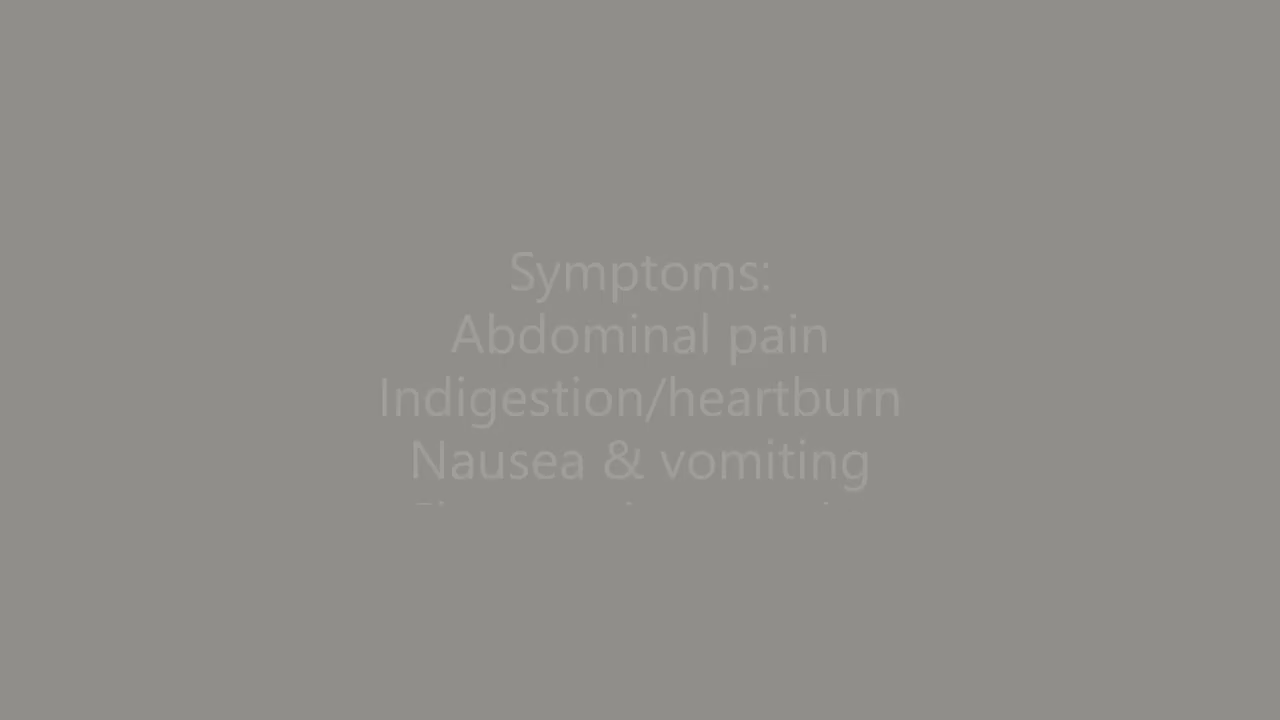 Symptoms:
Abdominal pain
Indigestion/heartburn
Nausea & vomiting